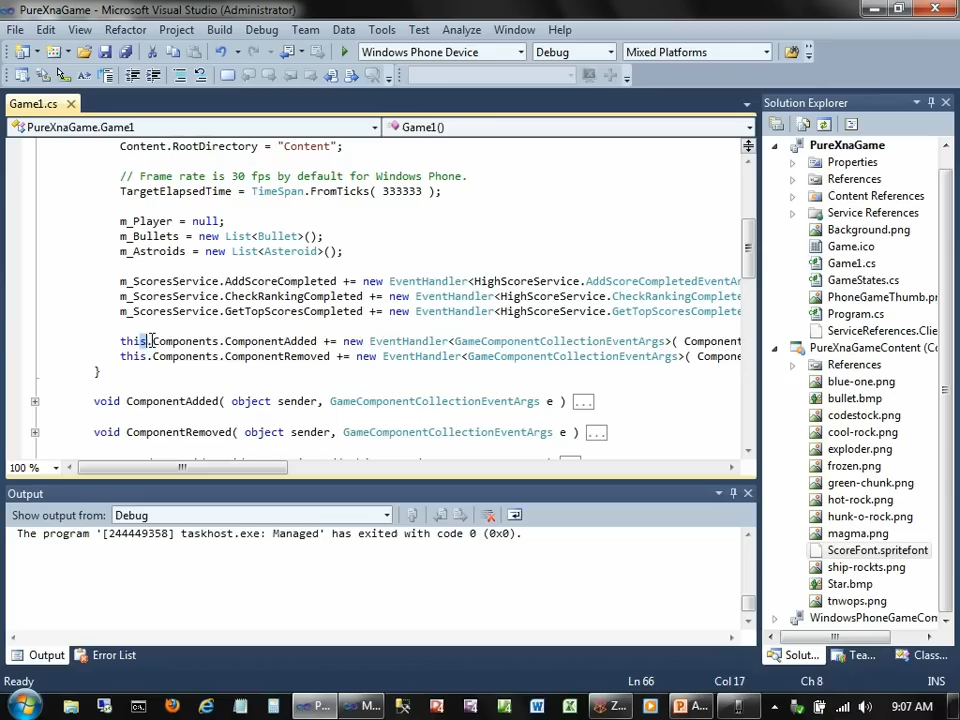 PureXnaGame - Microsoft Visual Studio (Administrator)
File Edit View Refactor Project Build Debug Team Data Tools Test Analyze Window Help
Windows Phone Device Debug Mixed Platforms
Game1.cs
Solution Explorer
PureXnaGame.Game1 Game1()
Content.RootDirectory = "Content";
// Frame rate is 30 fps by default for Windows Phone.
TargetElapsedTime = TimeSpan.FromTicks( 333333 );
m_Player = null;
m_Bullets = new List<Bullet>();
m_Astroids = new List<Asteroid>();
m_ScoresService.AddScoreCompleted += new EventHandler<HighScoreService.AddScoreCompletedEventAr
m_ScoresService.CheckRankingCompleted += new EventHandler<HighScoreService.CheckRankingComplete
m_ScoresService.GetTopScoresCompleted += new EventHandler<HighScoreService.GetTopScoresComplete
this.Components.ComponentAdded += new EventHandler<GameComponentCollectionEventArgs>( Component
this.Components.ComponentRemoved += new EventHandler<GameComponentCollectionEventArgs>( Compone
}
void ComponentAdded( object sender, GameComponentCollectionEventArgs e ) ...
void ComponentRemoved( object sender, GameComponentCollectionEventArgs e ) ...
100 %
PureXnaGame
Properties
References
Content References
Service References
Background.png
Game.ico
Game1.cs
GameStates.cs
PhoneGameThumb.pn
Program.cs
ServiceReferences.Clie
PureXnaGameContent (Co
References
blue-one.png
bullet.bmp
codestock.png
cool-rock.png
exploder.png
frozen.png
green-chunk.png
hot-rock.png
hunk-o-rock.png
magma.png
ScoreFont.spritefont
ship-rockts.png
Star.bmp
tnwops.png
WindowsPhoneGameCom
Output
Show output from: Debug
The program '[244449358] taskhost.exe: Managed' has exited with code 0 (0x0).
Output Error List
Solut... Tea... Class...
Ready Ln 66 Col 17 Ch 8 INS
P... M... Z... A... 9:07 AM